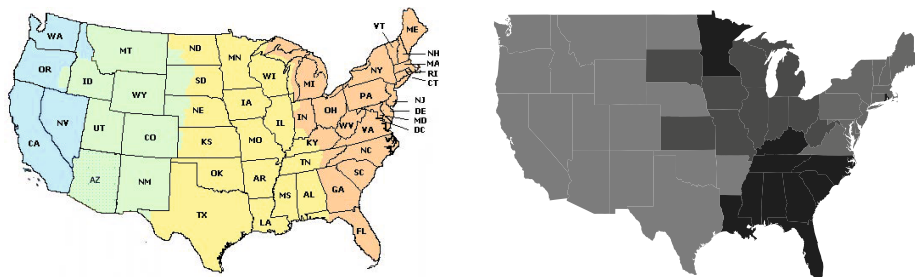 WA
OR
CA
NV
ID
MT
WY
UT
CO
AZ
NM
ND
SD
NE
KS
OK
TX
MN
IA
MO
AR
LA
WI
IL
MI
IN
OH
KY
TN
MS
AL
GA
FL
SC
NC
VA
WV
PA
NY
VT
ME
NH
MA
RI
CT
NJ
DE
MD
DC